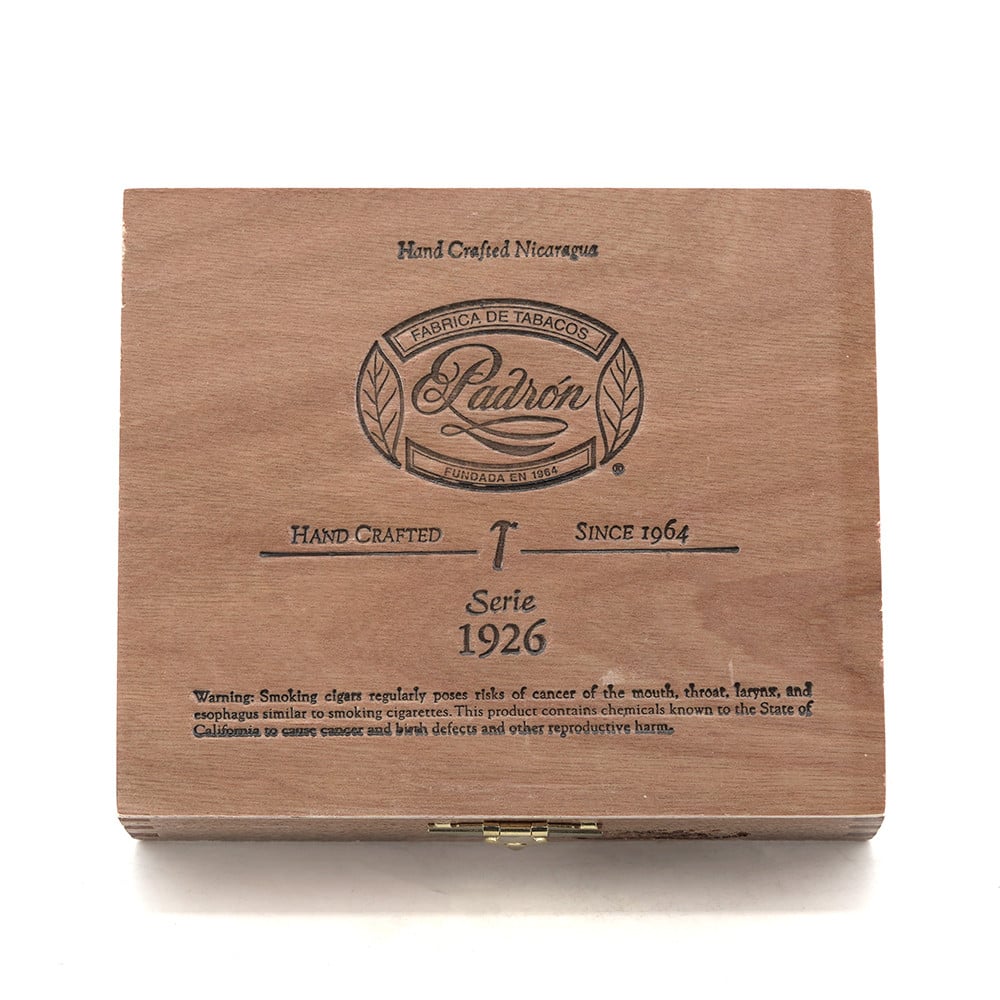 Hand Crafted Nicaragua
FABRICA DE TABACOS
Padrón
FUNDADA EN 1964
®
HAND CRAFTED
SINCE 1964
Serie
1926
Warning: Smoking cigars regularly poses risks of cancer of the mouth, throat, larynx, and
esophagus similar to smoking cigarettes. This product contains chemicals known to the State of
California to cause cancer and birth defects and other reproductive harm.